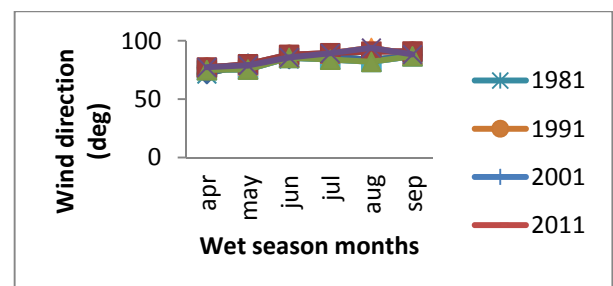 Wind direction
(deg)
100
50
0
apr
may
jun
jul
aug
sep
Wet season months
1981
1991
2001
2011